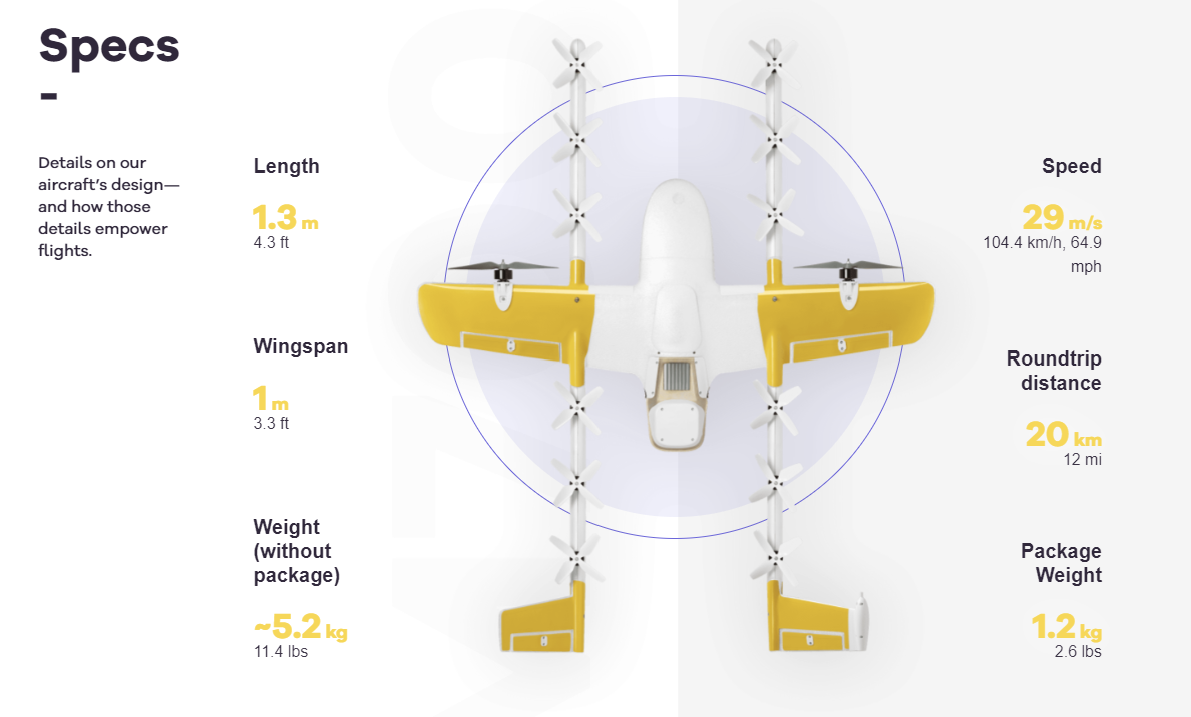 Specs
-
Details on our
aircraft's design—
and how those
details empower
flights.
Length
1.3 m
4.3 ft
Wingspan
1 m
3.3 ft
Weight
(without
package)
~5.2 kg
11.4 lbs
Speed
29 m/s
104.4 km/h, 64.9
mph
Roundtrip
distance
20 km
12 mi
Package
Weight
1.2 kg
2.6 lbs